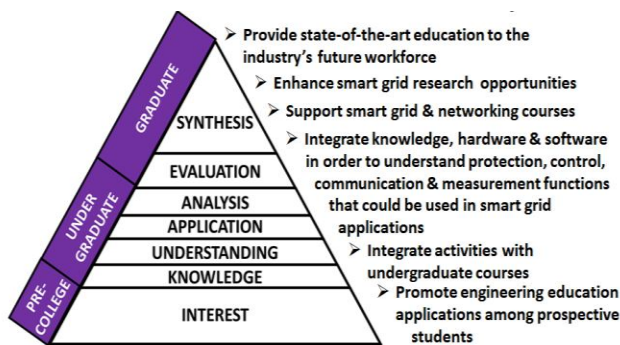 GRADUATE
UNDER
GRADUATE
PRE-
COLLEGE
SYNTHESIS
EVALUATION
ANALYSIS
APPLICATION
UNDERSTANDING
KNOWLEDGE
INTEREST
➤ Provide state-of-the-art education to the
industry's future workforce
➤ Enhance smart grid research opportunities
➤ Support smart grid & networking courses
➤ Integrate knowledge, hardware & software
in order to understand protection, control,
communication & measurement functions
that could be used in smart grid
applications
➤ Integrate activities with
undergraduate courses
➤ Promote engineering education
applications among prospective
students